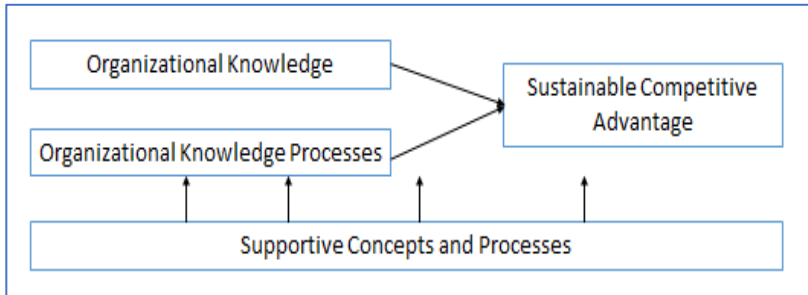 Organizational Knowledge
Sustainable Competitive
Advantage
Organizational Knowledge Processes
Supportive Concepts and Processes